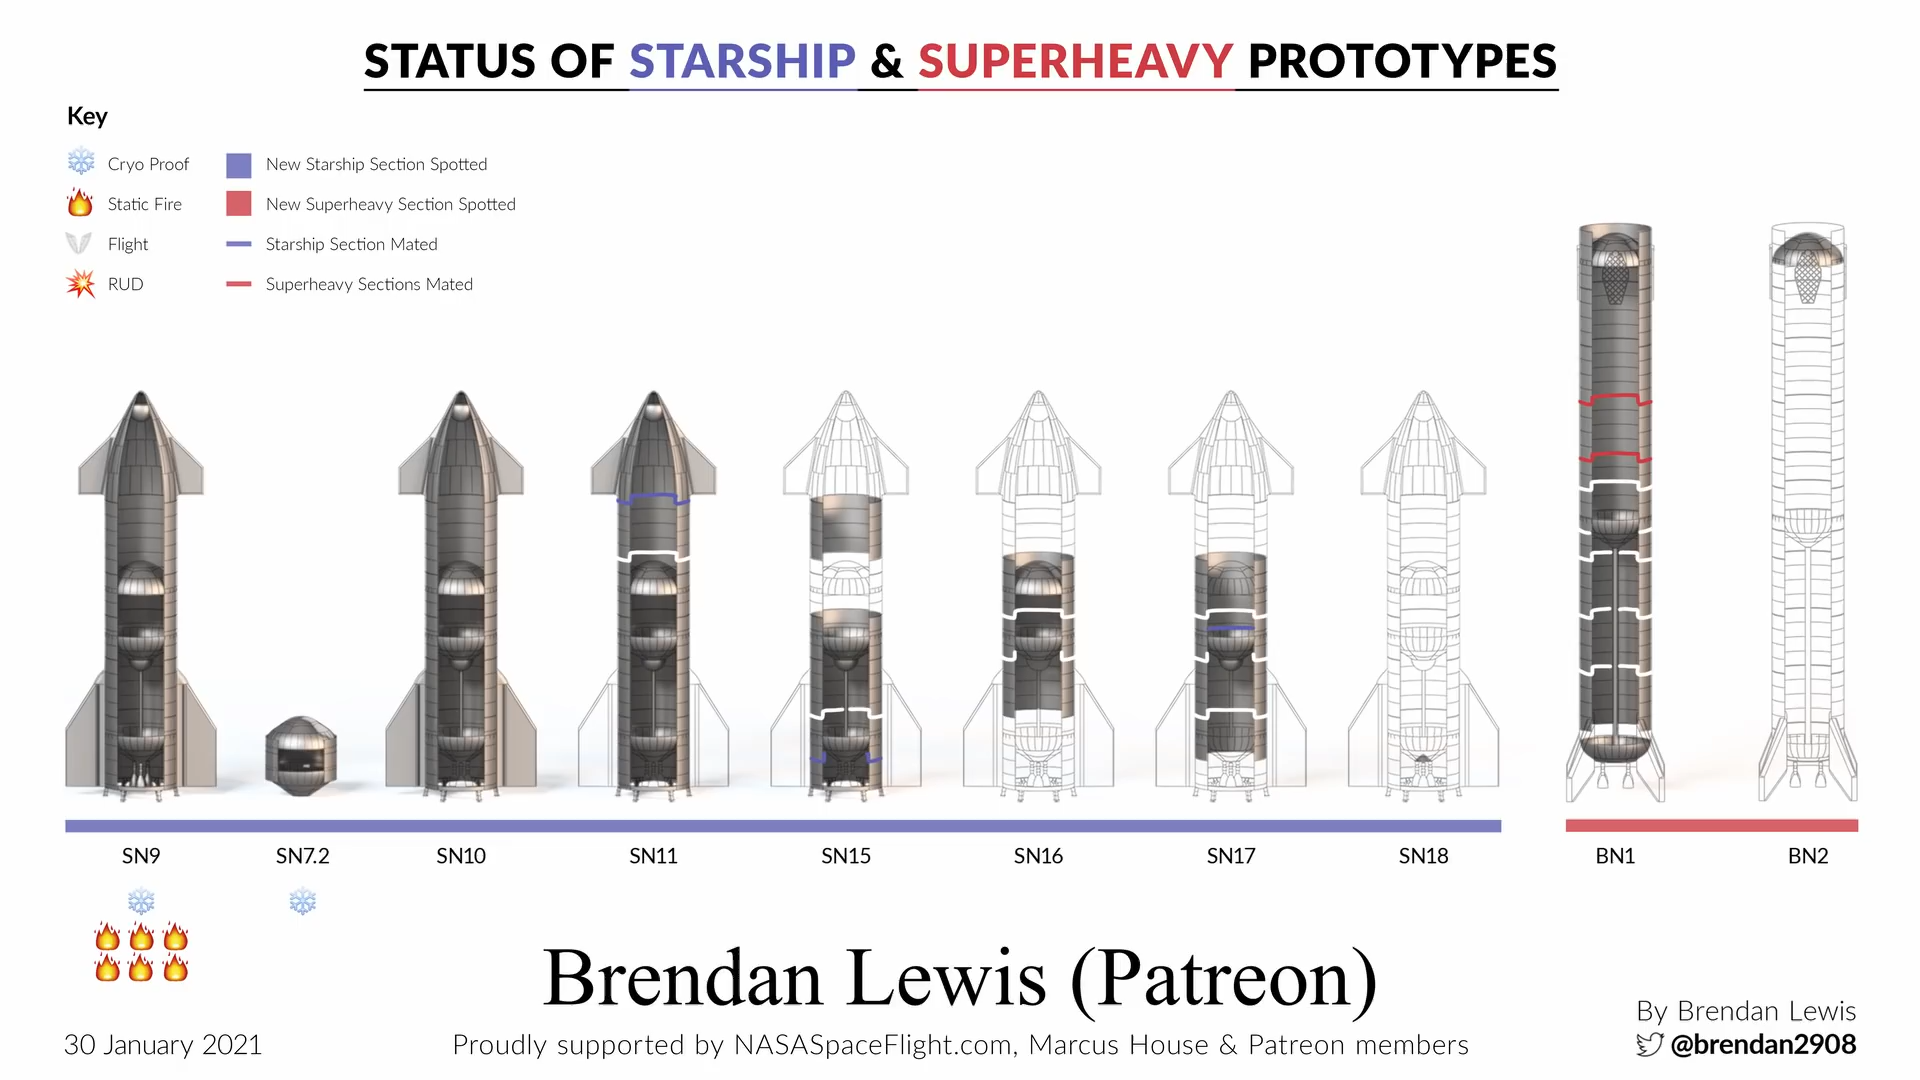 STATUS OF STARSHIP & SUPERHEAVY PROTOTYPES
Key
Cryo Proof
New Starship Section Spotted
Static Fire
New Superheavy Section Spotted
Flight
Starship Section Mated
RUD
Superheavy Sections Mated
SN9
SN7.2
SN10
SN11
SN15
SN16
SN17
SN18
BN1
BN2
Brendan Lewis (Patreon)
By Brendan Lewis
30 January 2021
Proudly supported by NASASpaceFlight.com, Marcus House & Patreon members
@brendan2908